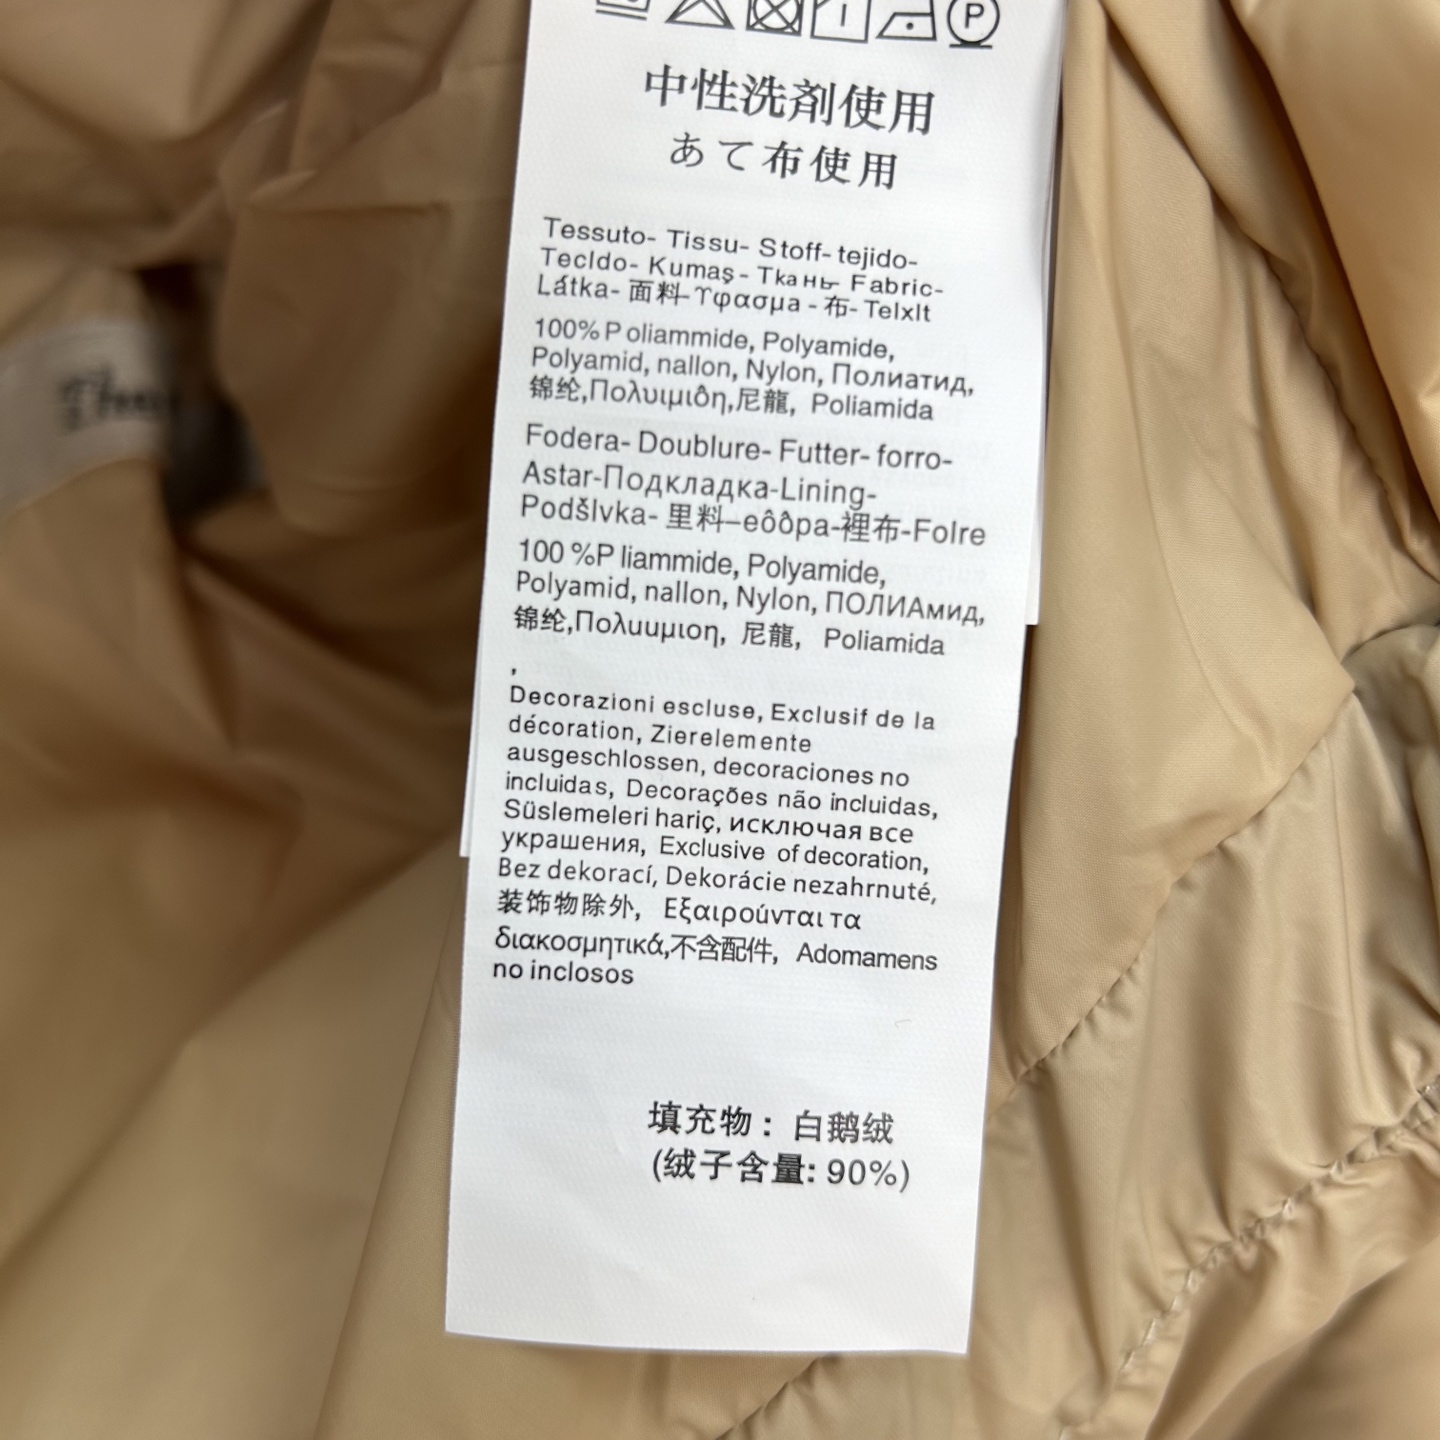 中性洗剤使用
あて布使用
Tessuto- Tissu- Stoff- tejido-
Tecldo- Kumaş- Ткань- Fabric-
Látka- 面料-Υφασμα - 布- Telxlt
100% P oliammide, Polyamide,
Polyamid, nallon, Nylon, Полиатид,
锦纶,Πολυιμιδη,尼龍, Poliamida
Fodera- Doublure- Futter- forro-
Astar-Подкладка-Lining-
Podšlvka- 里料-eôôpa-裡布-Folre
100 %P liammide, Polyamide,
Polyamid, nallon, Nylon, ПОЛИАмид,
锦纶,Πολυυμιοη, 尼龍, Poliamida
,
Decorazioni escluse, Exclusif de la
décoration, Zierelemente
ausgeschlossen, decoraciones no
incluidas, Decorações não incluidas,
Süslemeleri hariç, исключая все
украшения, Exclusive of decoration,
Bez dekorací, Dekorácie nezahrnuté,
装饰物除外, Εξαιρούνται τα
διακοσμητικά,不含配件, Adomamens
no inclosos
填充物: 白鹅绒
(绒子含量: 90%)